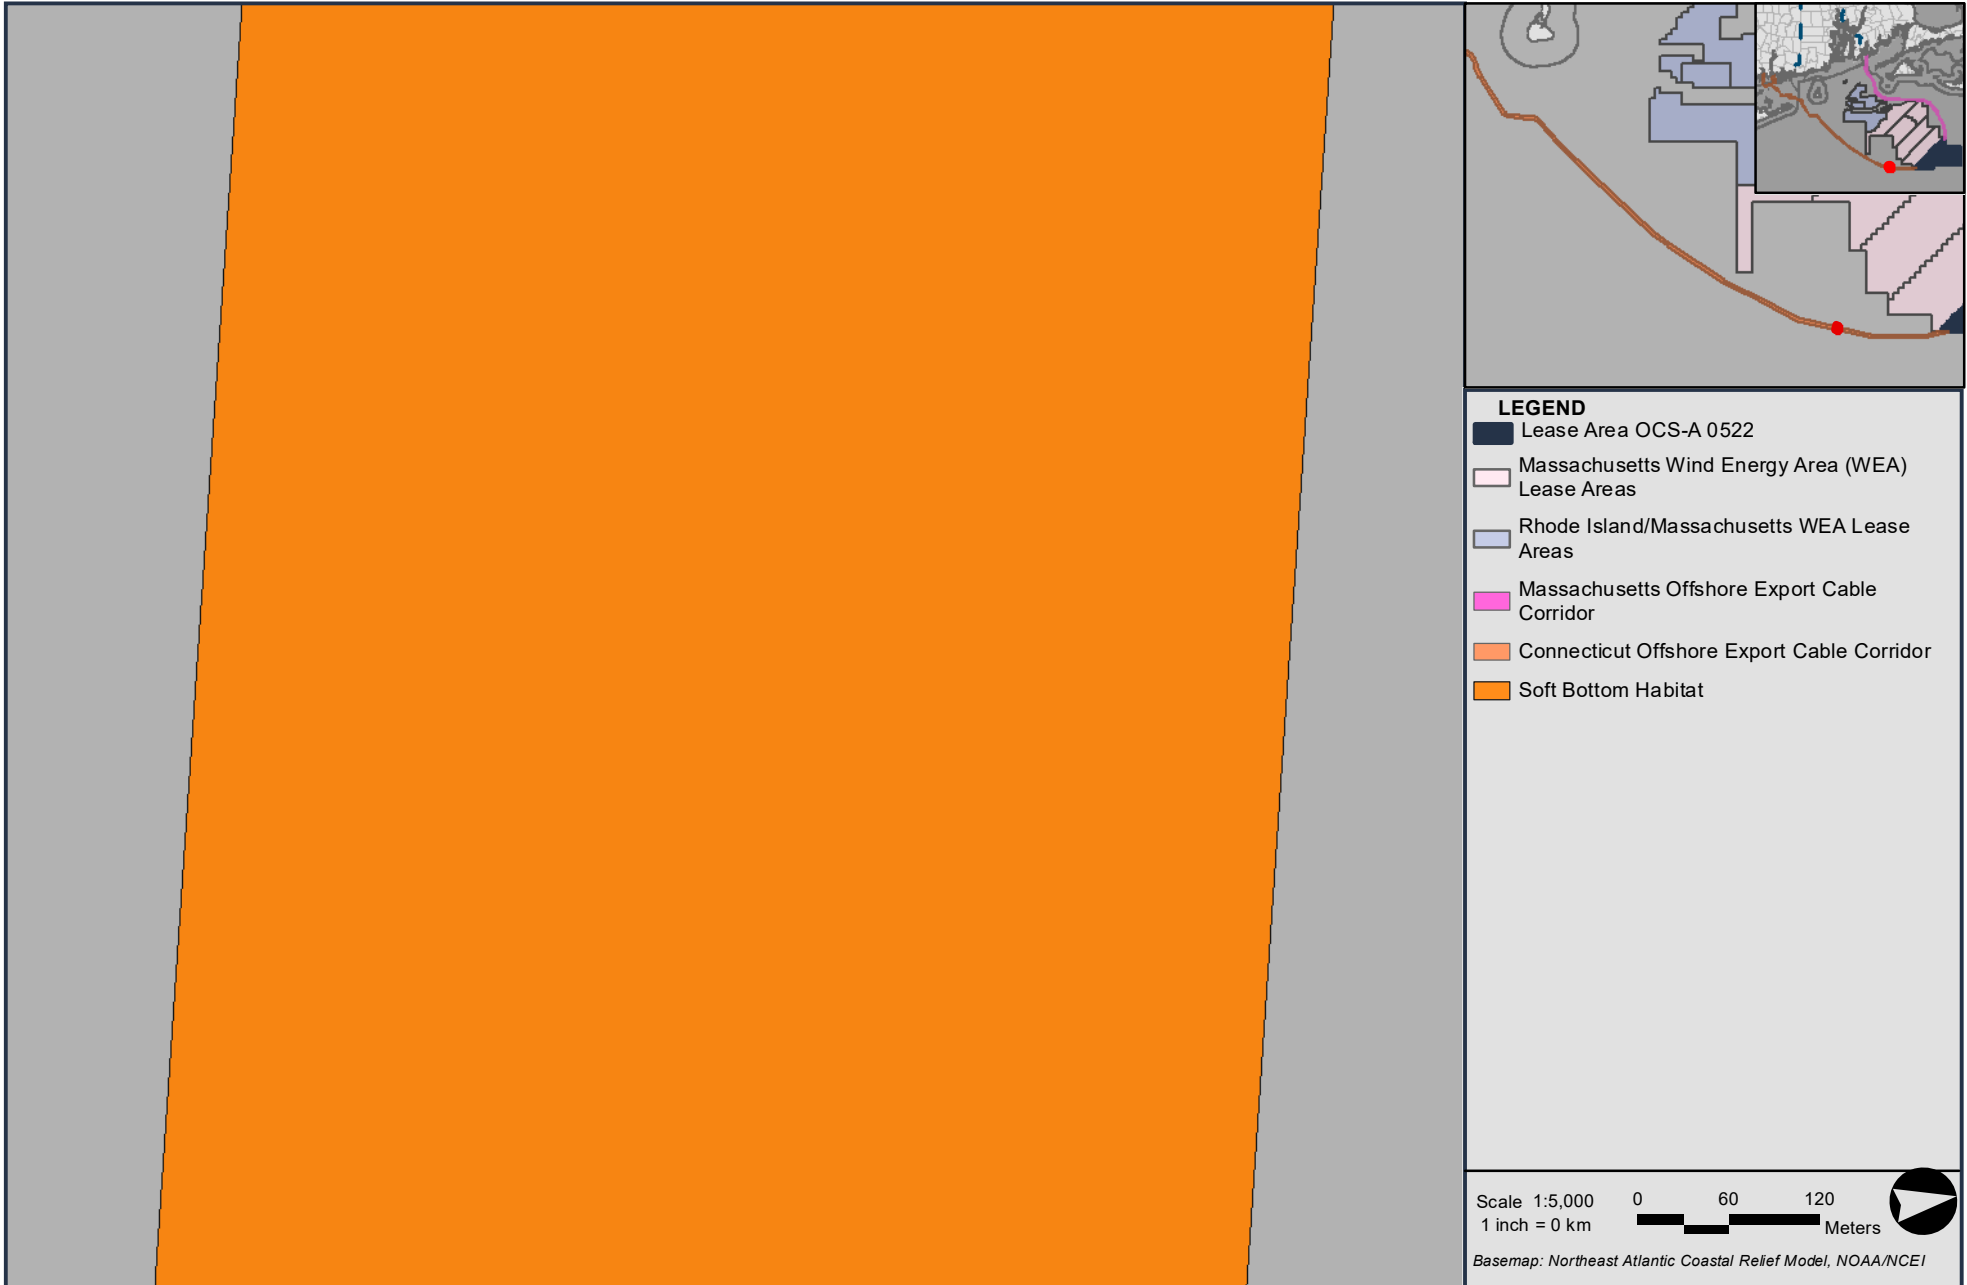 LEGEND
Lease Area OCS-A 0522
Massachusetts Wind Energy Area (WEA)
Lease Areas
Rhode Island/Massachusetts WEA Lease
Areas
Massachusetts Offshore Export Cable
Corridor
Connecticut Offshore Export Cable Corridor
Soft Bottom Habitat
Scale 1:5,000
1 inch = 0 km
0 60 120
Meters
Basemap: Northeast Atlantic Coastal Relief Model, NOAA/NCEI